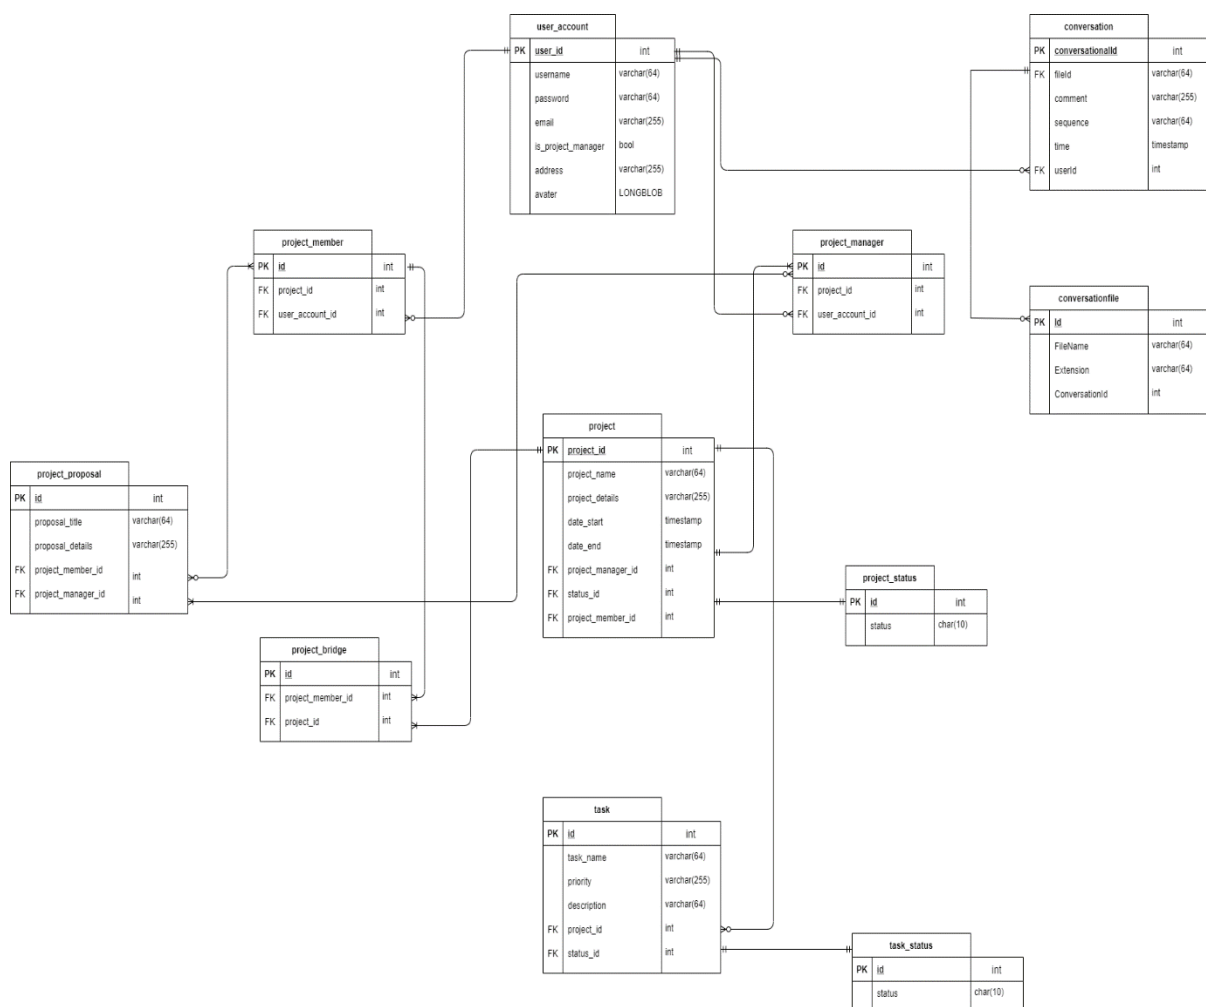 user_account
PK user_id int
username varchar(64)
password varchar(64)
email varchar(255)
is_project_manager bool
address varchar(255)
avater LONGBLOB
conversation
PK conversationalId int
FK fileId varchar(64)
comment varchar(255)
sequence varchar(64)
time timestamp
FK userId int
project_member
PK id int
FK project_id int
FK user_account_id int
project_manager
PK id int
FK project_id int
FK user_account_id int
conversationfile
PK Id int
FileName varchar(64)
Extension varchar(64)
ConversationId int
project
PK project_id int
project_name varchar(64)
project_details varchar(255)
date_start timestamp
date_end timestamp
FK project_manager_id int
FK status_id int
FK project_member_id int
project_proposal
PK id int
proposal_title varchar(64)
proposal_details varchar(255)
FK project_member_id int
FK project_manager_id int
project_status
PK id int
status char(10)
project_bridge
PK id int
FK project_member_id int
FK project_id int
task
PK id int
task_name varchar(64)
priority varchar(255)
description varchar(64)
FK project_id int
FK status_id int
task_status
PK id int
status char(10)